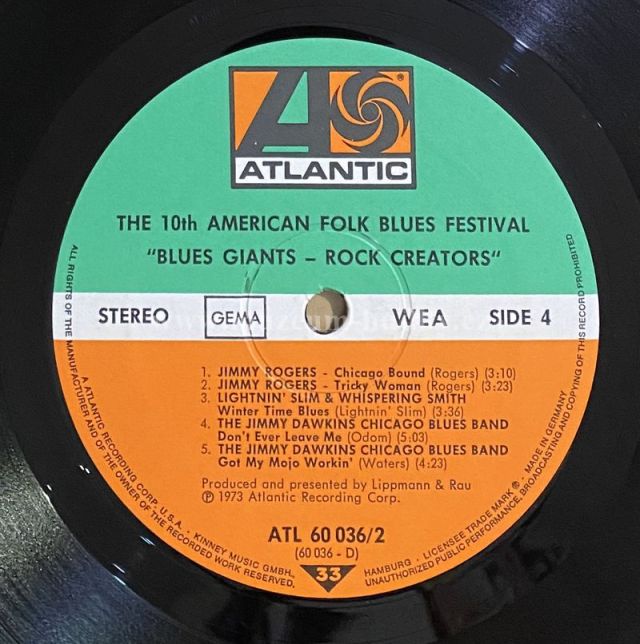 ATLANTIC
®
THE 10th AMERICAN FOLK BLUES FESTIVAL
"BLUES GIANTS – ROCK CREATORS"
STEREO GEMA WEA SIDE 4
1. JIMMY ROGERS - Chicago Bound (Rogers) (3:10)
2. JIMMY ROGERS - Tricky Woman (Rogers) (3:23)
3. LIGHTNIN' SLIM & WHISPERING SMITH
Winter Time Blues (Lightnin' Slim) (3:36)
4. THE JIMMY DAWKINS CHICAGO BLUES BAND
Don't Ever Leave Me (Odom) (5:03)
5. THE JIMMY DAWKINS CHICAGO BLUES BAND
Got My Mojo Workin' (Waters) (4:23)
Produced and presented by Lippmann & Rau
℗ 1973 Atlantic Recording Corp.
ATL 60 036/2
(60 036 - D)
33
ALL RIGHTS OF THE MANUFACTURER AND OF THE OWNER OF THE RECORDED WORK RESERVED,
UNAUTHORIZED PUBLIC PERFORMANCE, BROADCASTING AND COPYING OF THIS RECORD PROHIBITED
A ATLANTIC RECORDING CORP. U.S.A. · KINNEY MUSIC GMBH,
HAMBURG · LICENSEE TRADE MARK ® · MADE IN GERMANY